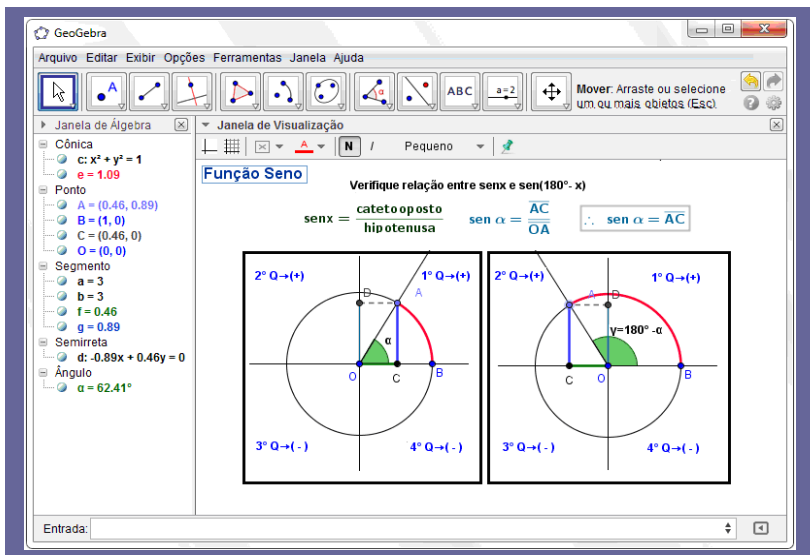 GeoGebra
Arquivo Editar Exibir Opções Ferramentas Janela Ajuda
A α ABC a=2 Mover: Arraste ou selecione
um ou mais objetos (Esc)
Janela de Álgebra
Janela de Visualização
Cônica
c: x² + y² = 1
e = 1.09
Ponto
A = (0.46, 0.89)
B = (1, 0)
C = (0.46, 0)
O = (0, 0)
Segmento
a = 3
b = 3
f = 0.46
g = 0.89
Semirreta
d: -0.89x + 0.46y = 0
Ângulo
α = 62.41°
A N I Pequeno
Função Seno
Verifique relação entre senx e sen(180°- x)
senx = cateto oposto / hipotenusa
sen α = AC / OA
∴ sen α = AC
2° Q→(+) 1° Q→(+)
D A
α
O C B
3° Q→( - ) 4° Q→( - )
2° Q→(+) 1° Q→(+)
A D
γ=180° -α
C O B
3° Q→( - ) 4° Q→( - )
Entrada: